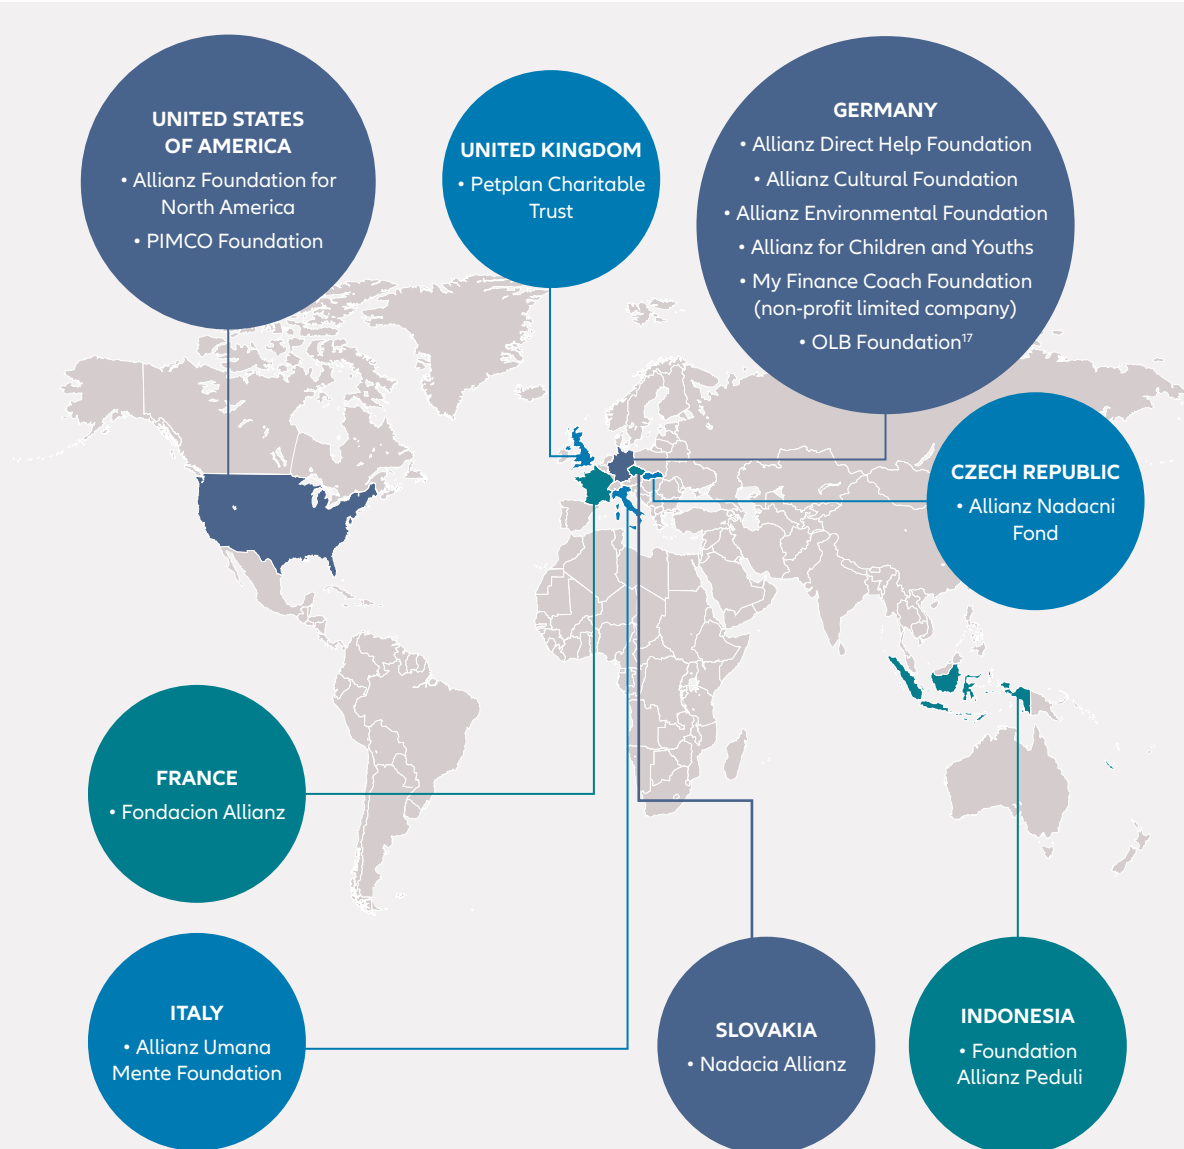 UNITED STATES
OF AMERICA
• Allianz Foundation for
North America
• PIMCO Foundation
UNITED KINGDOM
• Petplan Charitable
Trust
GERMANY
• Allianz Direct Help Foundation
• Allianz Cultural Foundation
• Allianz Environmental Foundation
• Allianz for Children and Youths
• My Finance Coach Foundation
(non-profit limited company)
• OLB Foundation¹⁷
CZECH REPUBLIC
• Allianz Nadacni
Fond
FRANCE
• Fondacion Allianz
ITALY
• Allianz Umana
Mente Foundation
SLOVAKIA
• Nadacia Allianz
INDONESIA
• Foundation
Allianz Peduli